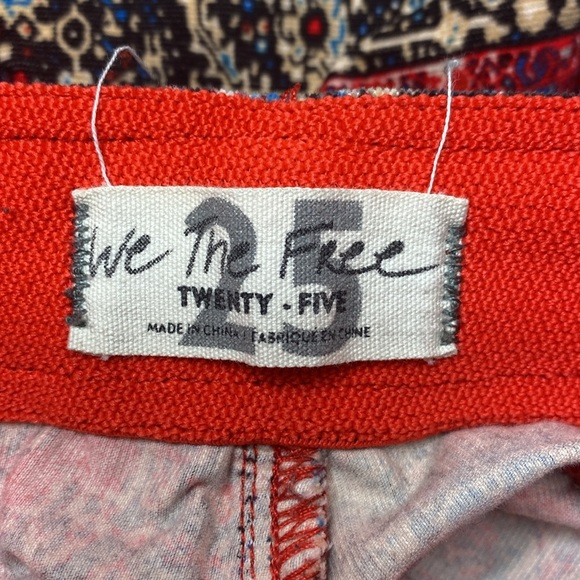 25
We The Free
TWENTY - FIVE
MADE IN CHINA / FABRIQUÉ EN CHINE